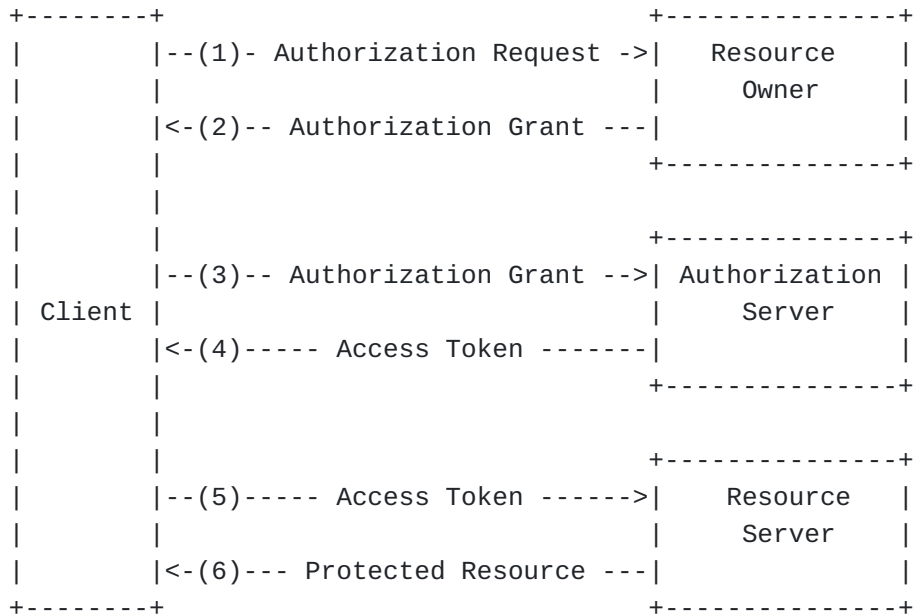 +--------+                               +---------------+
|        |--(1)- Authorization Request ->|   Resource    |
|        |                               |     Owner     |
|        |<-(2)-- Authorization Grant ---|               |
|        |                               +---------------+
|        |
|        |                               +---------------+
|        |--(3)-- Authorization Grant -->| Authorization |
| Client |                               |     Server    |
|        |<-(4)----- Access Token -------|               |
|        |                               +---------------+
|        |
|        |                               +---------------+
|        |--(5)----- Access Token ------>|    Resource   |
|        |                               |     Server    |
|        |<-(6)--- Protected Resource ---|               |
+--------+                               +---------------+